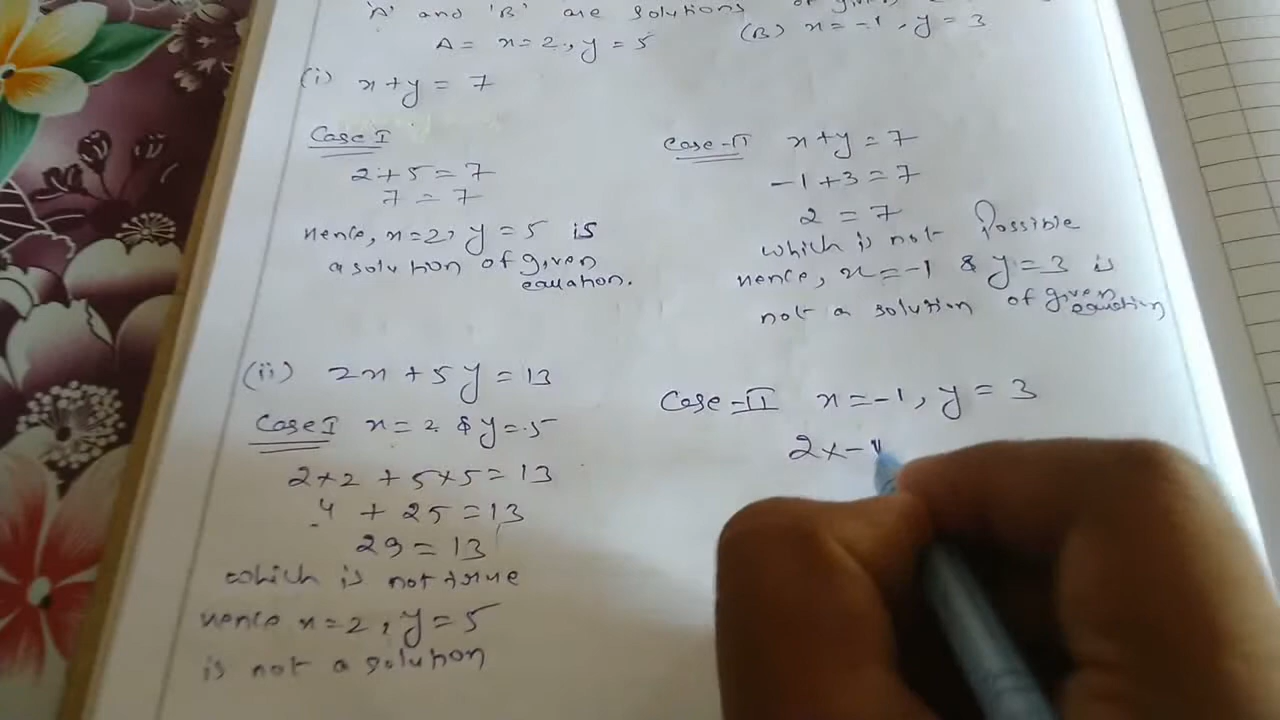 'A' and 'B' are solutions of given
A = x=2, y = 5 (B) x=-1, y = 3
(i) x+y = 7
Case I
2+5 = 7
7 = 7
hence, x=2, y = 5 is
a solution of given
equation.
Case-II x+y = 7
-1+3 = 7
2 = 7
which is not Possible
hence, x=-1 & y=3 is
not a solution of given
equation
(ii) 2x + 5y = 13
Case I x=2 & y=5
2×2 + 5×5 = 13
4 + 25 = 13
29 = 13
which is not true
hence x=2, y = 5
is not a solution
Case-II x=-1, y = 3
2×-1